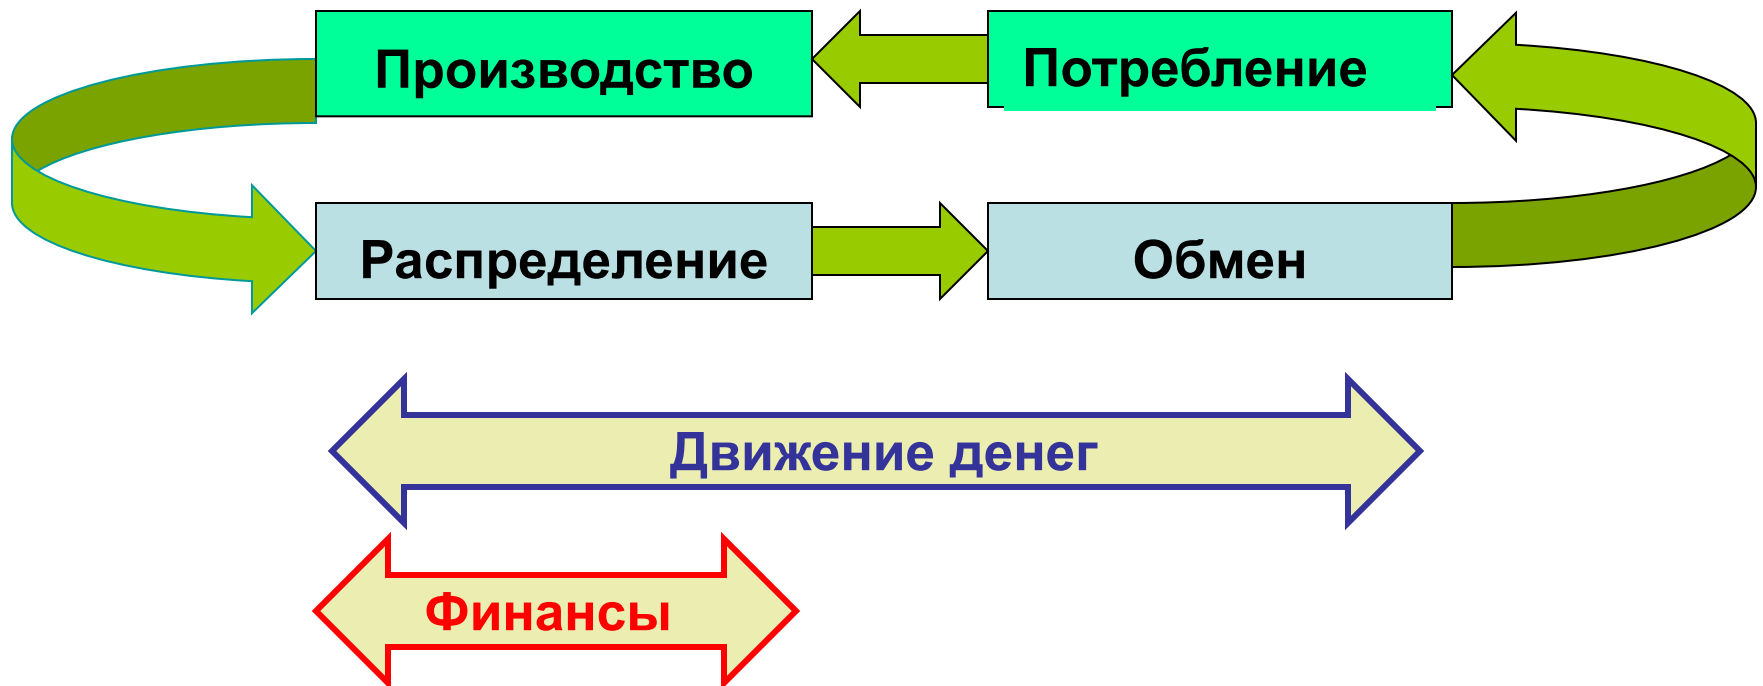 Производство
Потребление
Распределение
Обмен
Движение денег
Финансы